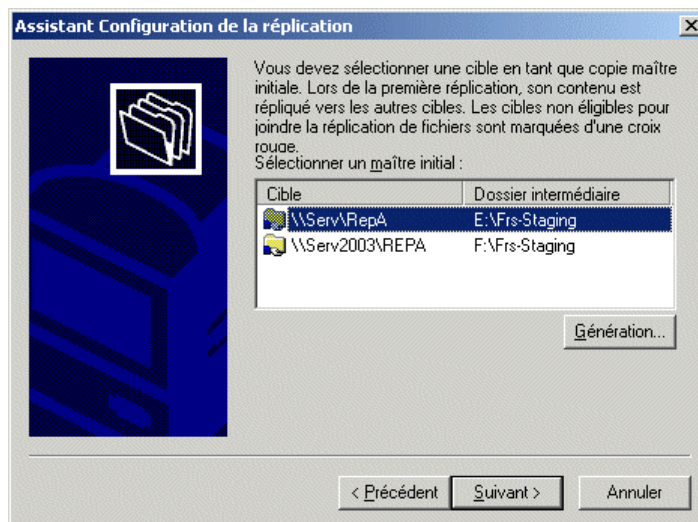 Assistant Configuration de la réplication
Vous devez sélectionner une cible en tant que copie maître
initiale. Lors de la première réplication, son contenu est
répliqué vers les autres cibles. Les cibles non éligibles pour
joindre la réplication de fichiers sont marquées d'une croix
rouge.
Sélectionner un maître initial :
Cible Dossier intermédiaire
\\Serv\RepA E:\Frs-Staging
\\Serv2003\REPA F:\Frs-Staging
Génération...
< Précédent Suivant > Annuler